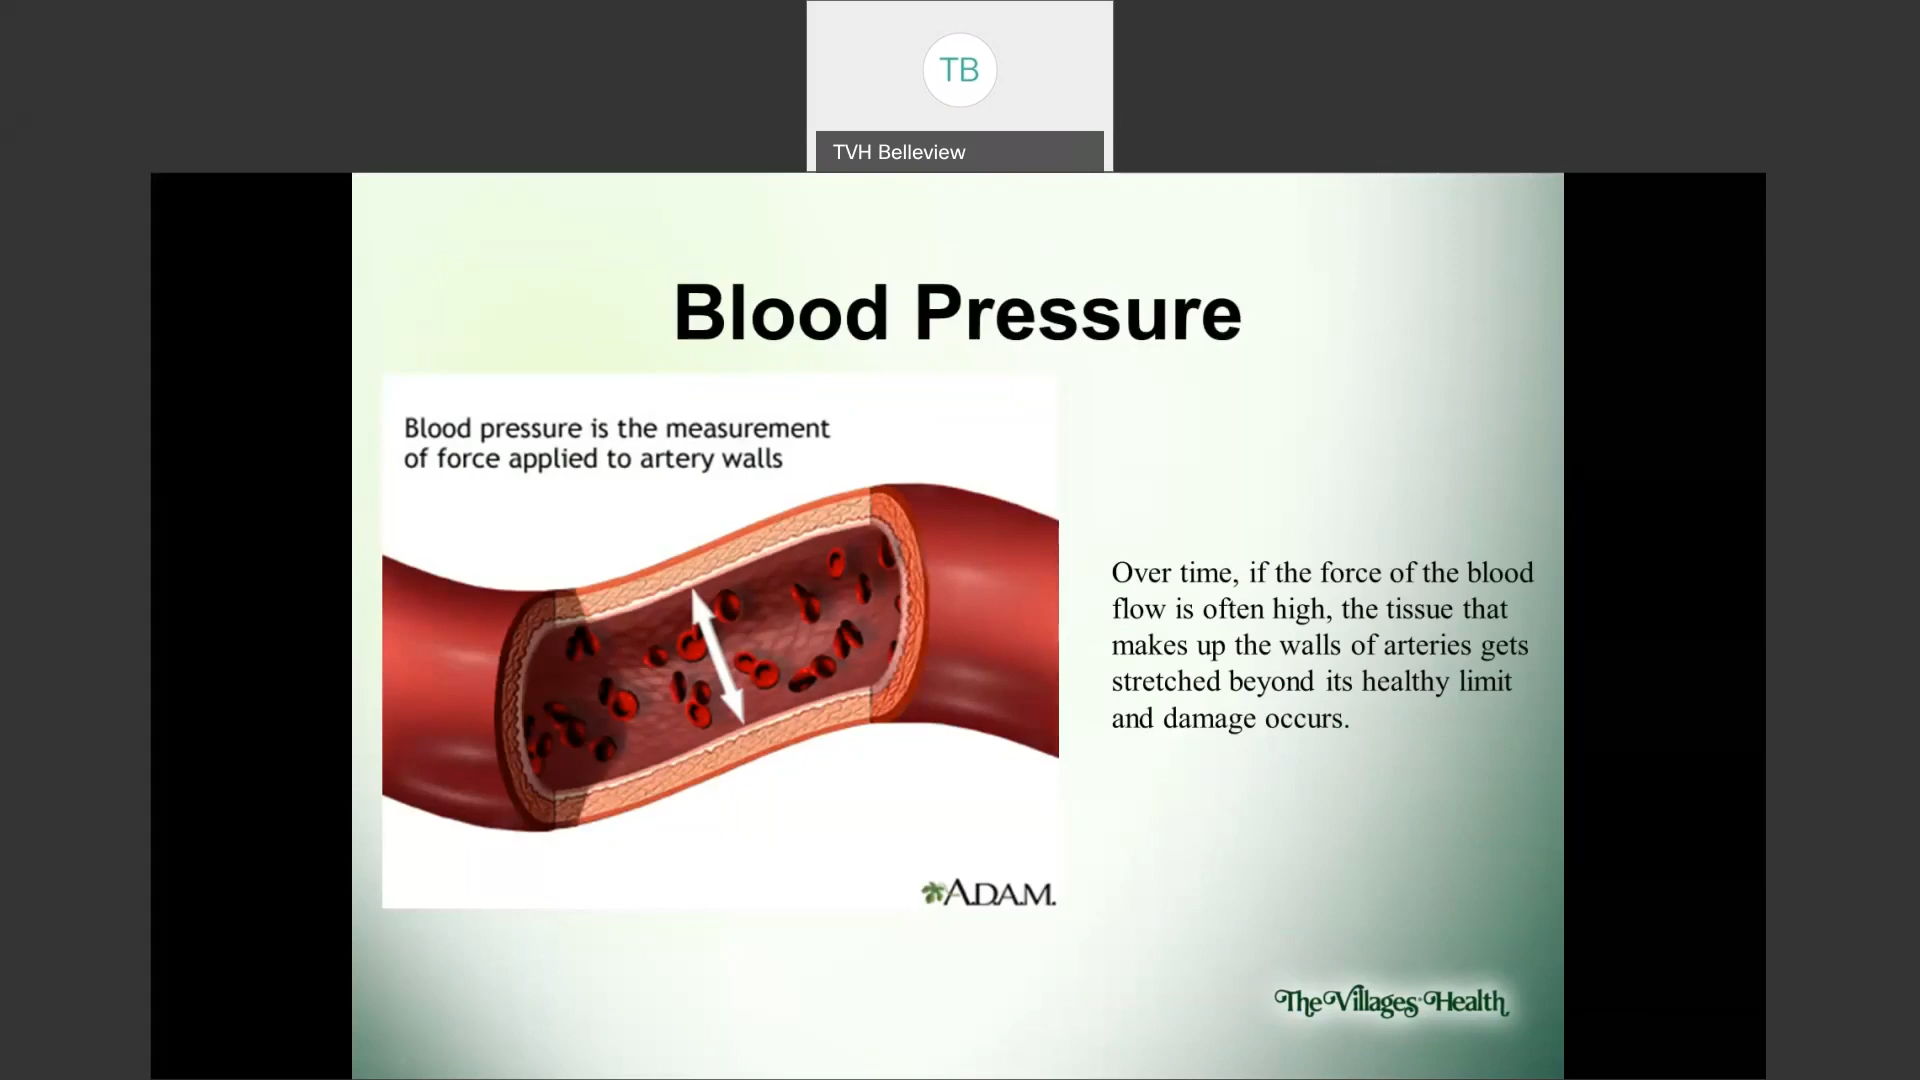 TB
TVH Belleview
Blood Pressure
Blood pressure is the measurement
of force applied to artery walls
Over time, if the force of the blood
flow is often high, the tissue that
makes up the walls of arteries gets
stretched beyond its healthy limit
and damage occurs.
A.D.A.M.
The Villages Health